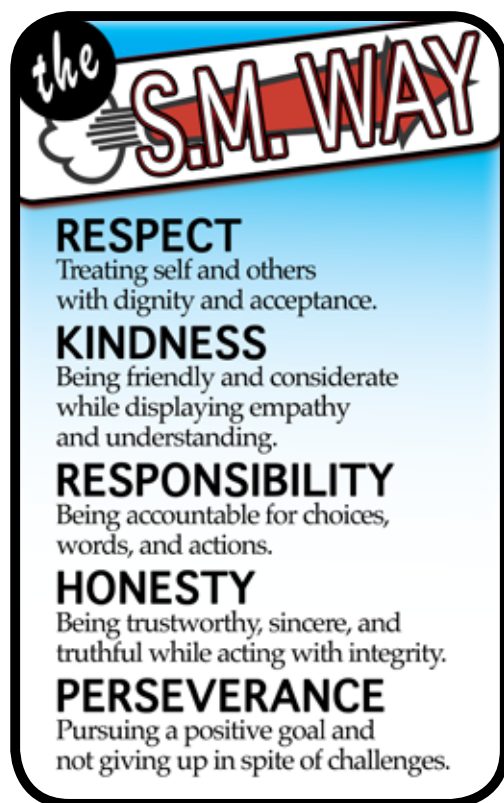 the
S.M. WAY
RESPECT
Treating self and others
with dignity and acceptance.
KINDNESS
Being friendly and considerate
while displaying empathy
and understanding.
RESPONSIBILITY
Being accountable for choices,
words, and actions.
HONESTY
Being trustworthy, sincere, and
truthful while acting with integrity.
PERSEVERANCE
Pursuing a positive goal and
not giving up in spite of challenges.